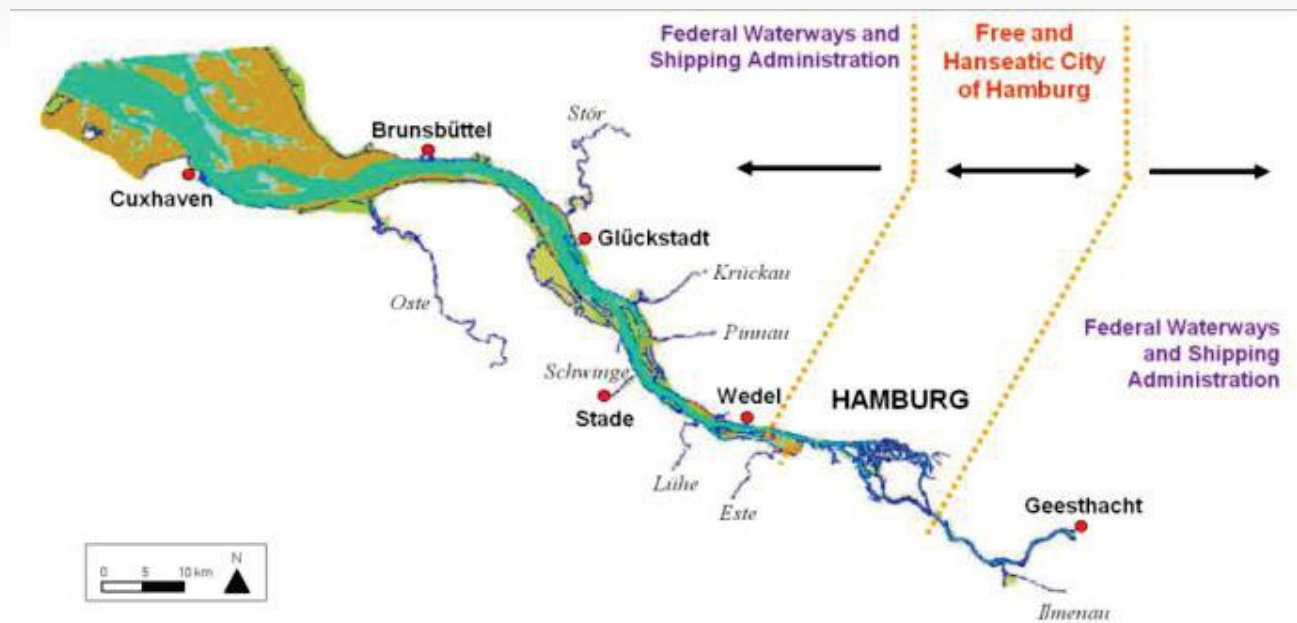 Federal Waterways and
Shipping Administration
Free and
Hanseatic City
of Hamburg
Stör
Brunsbüttel
Cuxhaven
Glückstadt
Krückau
Oste
Pinnau
Federal Waterways
and Shipping
Administration
Schwinge
Wedel
HAMBURG
Stade
Lühe
Este
Geesthacht
0 5 10 km
N
Ilmenau